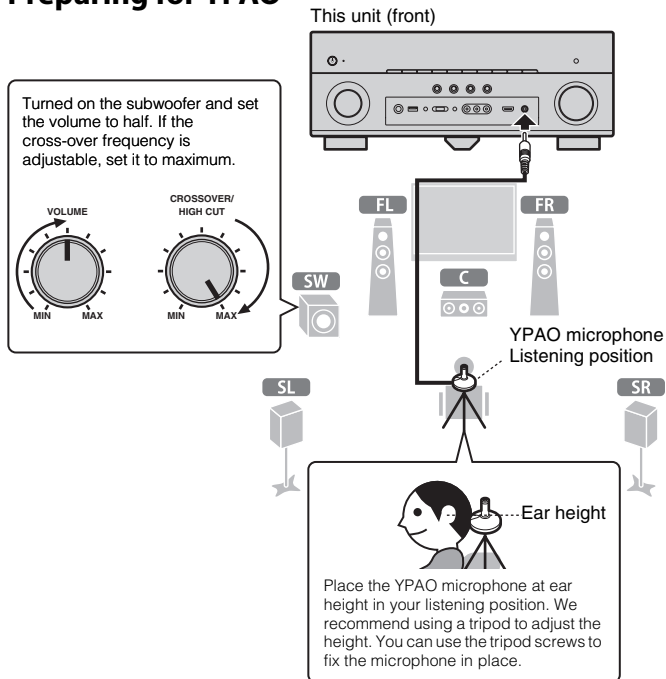 Preparing for YPAO
This unit (front)
Turned on the subwoofer and set
the volume to half. If the
cross-over frequency is
adjustable, set it to maximum.
VOLUME
MIN MAX
CROSSOVER/
HIGH CUT
MIN MAX
FL
FR
SW
C
YPAO microphone
Listening position
SL
SR
Ear height
Place the YPAO microphone at ear
height in your listening position. We
recommend using a tripod to adjust the
height. You can use the tripod screws to
fix the microphone in place.